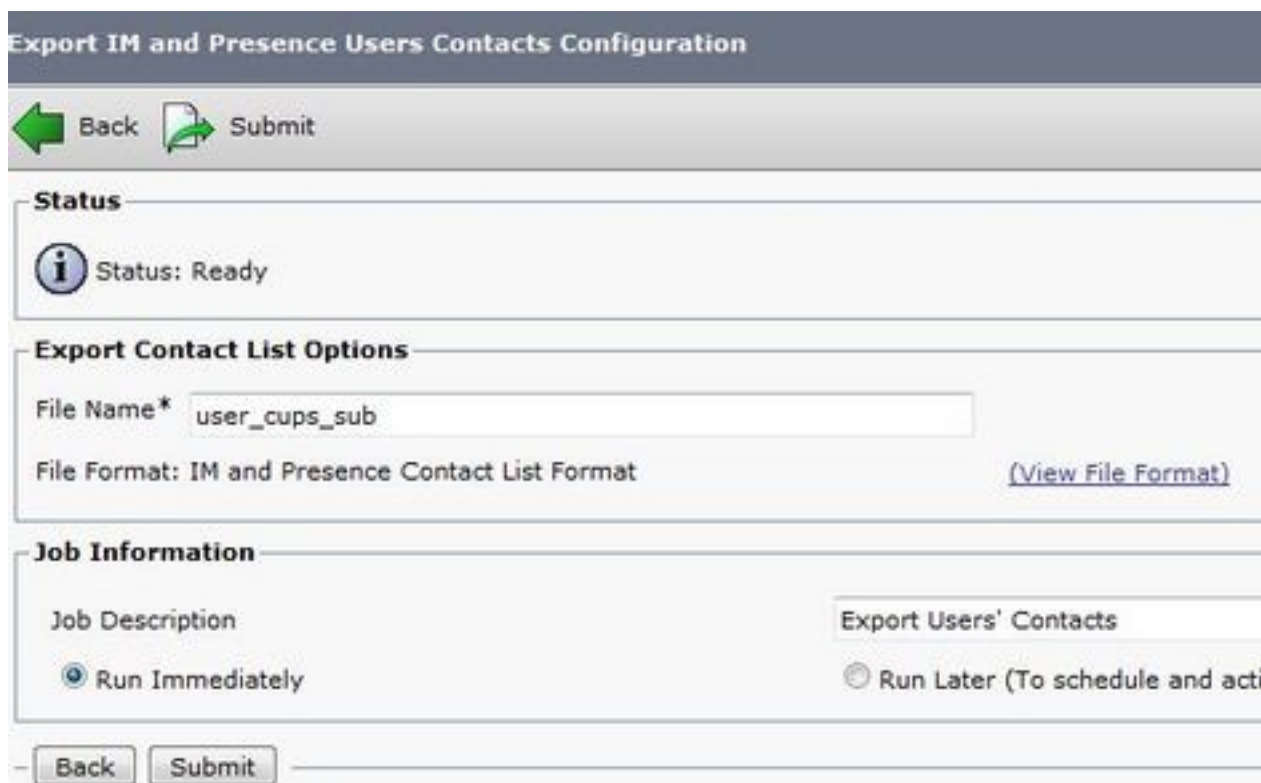 Export IM and Presence Users Contacts Configuration
Back Submit
Status
Status: Ready
Export Contact List Options
File Name* user_cups_sub
File Format: IM and Presence Contact List Format (View File Format)
Job Information
Job Description Export Users' Contacts
Run Immediately Run Later (To schedule and acti
Back Submit